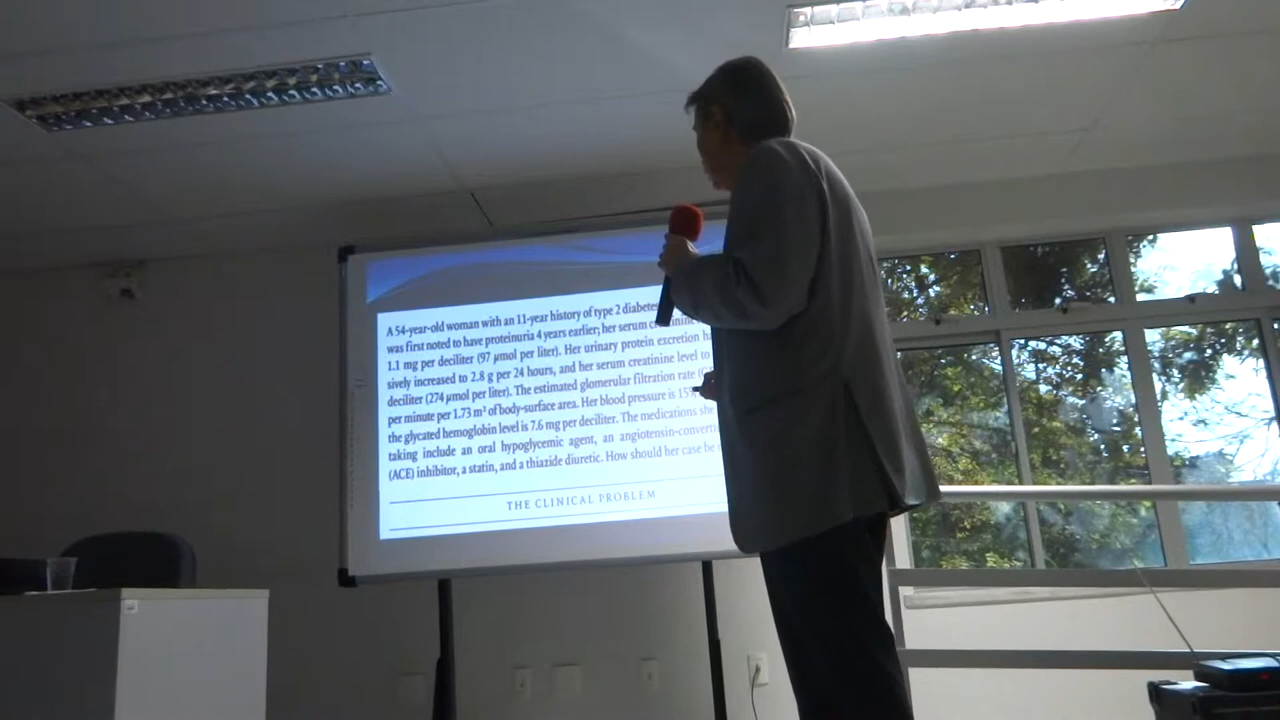 A 54-year-old woman with an 11-year history of type 2 diabetes
was first noted to have proteinuria 4 years earlier; her serum creatinine
1.1 mg per deciliter (97 μmol per liter). Her urinary protein excretion
sively increased to 2.8 g per 24 hours, and her serum creatinine level to
deciliter (274 μmol per liter). The estimated glomerular filtration rate
per minute per 1.73 m² of body-surface area. Her blood pressure is
the glycated hemoglobin level is 7.6 mg per deciliter. The medications she
taking include an oral hypoglycemic agent, an
(ACE) inhibitor, a statin, and a thiazide diuretic. How should her case be
THE CLINICAL PROBLEM